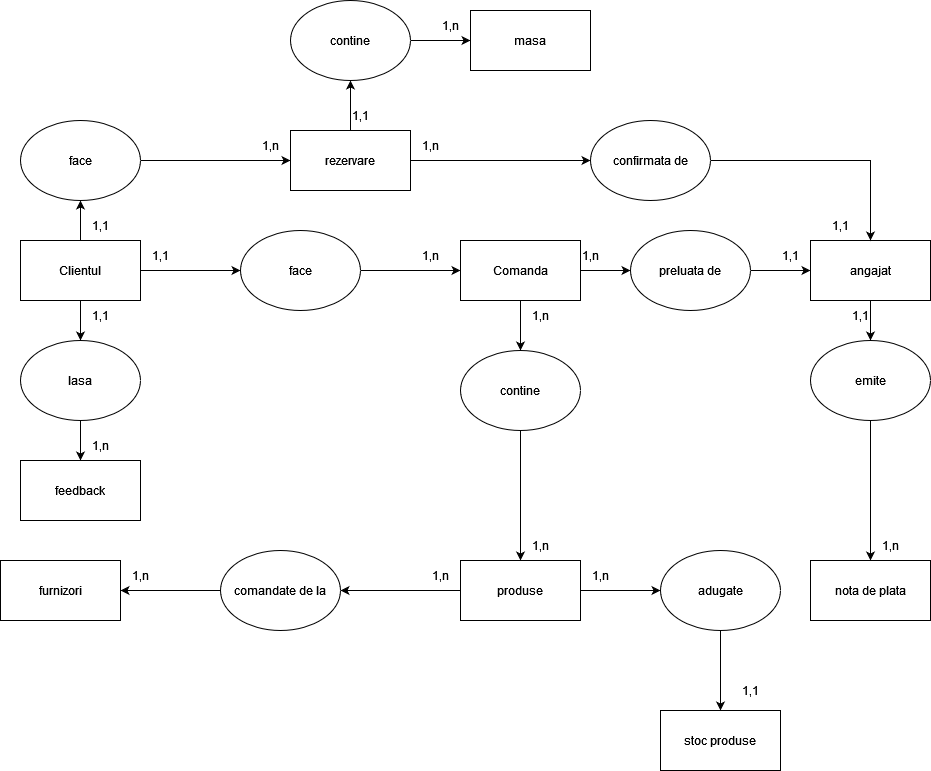 contine
1,n
masa
1,1
face
1,n
rezervare
1,n
confirmata de
1,1
1,1
Clientul
1,1
face
1,n
Comanda
1,n
preluata de
1,1
angajat
1,1
1,n
1,1
lasa
contine
emite
1,n
feedback
1,n
1,n
furnizori
1,n
comandate de la
1,n
produse
1,n
adugate
nota de plata
1,1
stoc produse